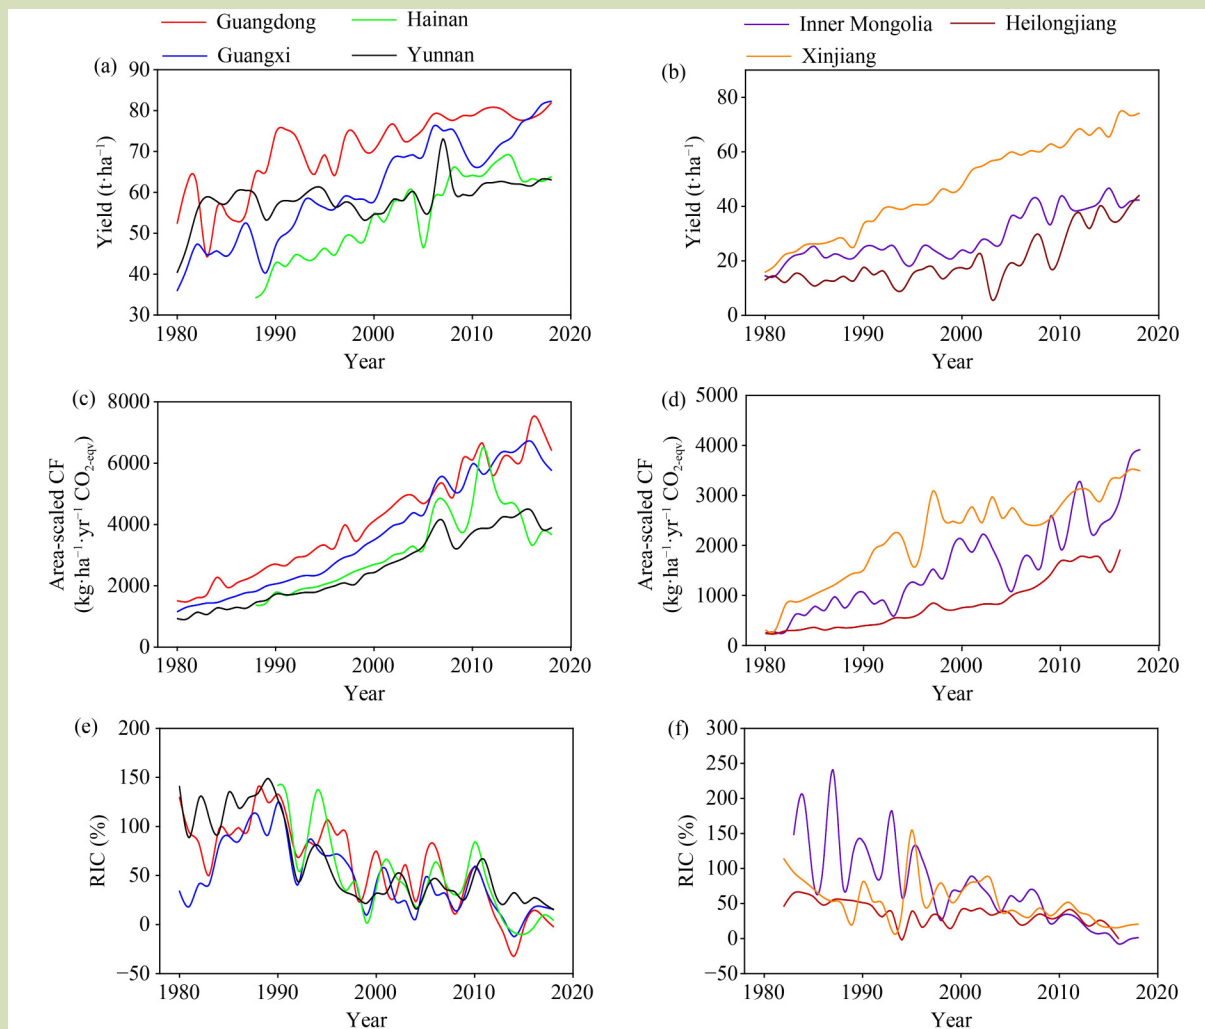 Guangdong Hainan
Guangxi Yunnan
Inner Mongolia Heilongjiang
Xinjiang
(a)
90
80
70
60
50
40
30
Yield (t·ha⁻¹)
1980 1990 2000 2010 2020
Year
(b)
80
60
40
20
0
Yield (t·ha⁻¹)
1980 1990 2000 2010 2020
Year
(c)
8000
6000
4000
2000
0
Area-scaled CF
(kg·ha⁻¹·yr⁻¹ CO₂₋eqv)
1980 1990 2000 2010 2020
Year
(d)
5000
4000
3000
2000
1000
0
Area-scaled CF
(kg·ha⁻¹·yr⁻¹ CO₂₋eqv)
1980 1990 2000 2010 2020
Year
(e)
200
150
100
50
0
−50
RIC (%)
1980 1990 2000 2010 2020
Year
(f)
300
250
200
150
100
50
0
−50
RIC (%)
1980 1990 2000 2010 2020
Year